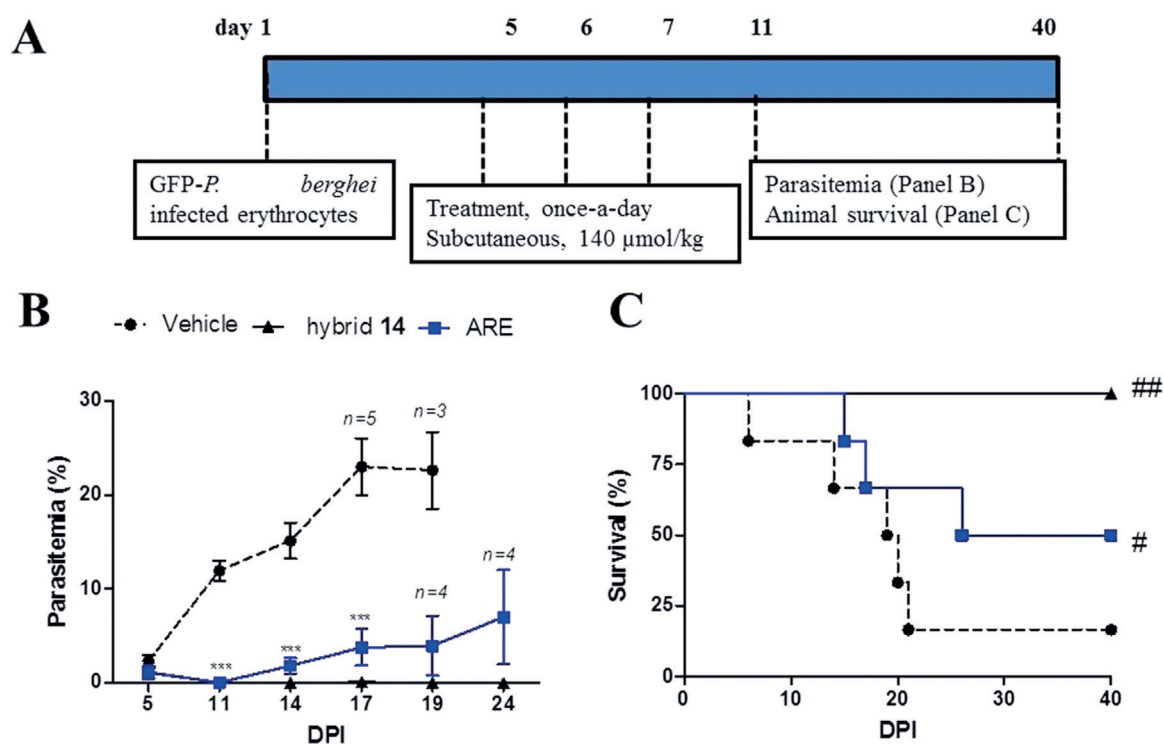 A
day 1 5 6 7 11 40
GFP-P. berghei
infected erythrocytes
Treatment, once-a-day
Subcutaneous, 140 µmol/kg
Parasitemia (Panel B)
Animal survival (Panel C)
B
Vehicle hybrid 14 ARE
Parasitemia (%)
30
20
10
0
n=5
n=3
***
***
***
n=4
n=4
5 11 14 17 19 24
DPI
C
Survival (%)
100
75
50
25
0
##
#
0 10 20 30 40
DPI